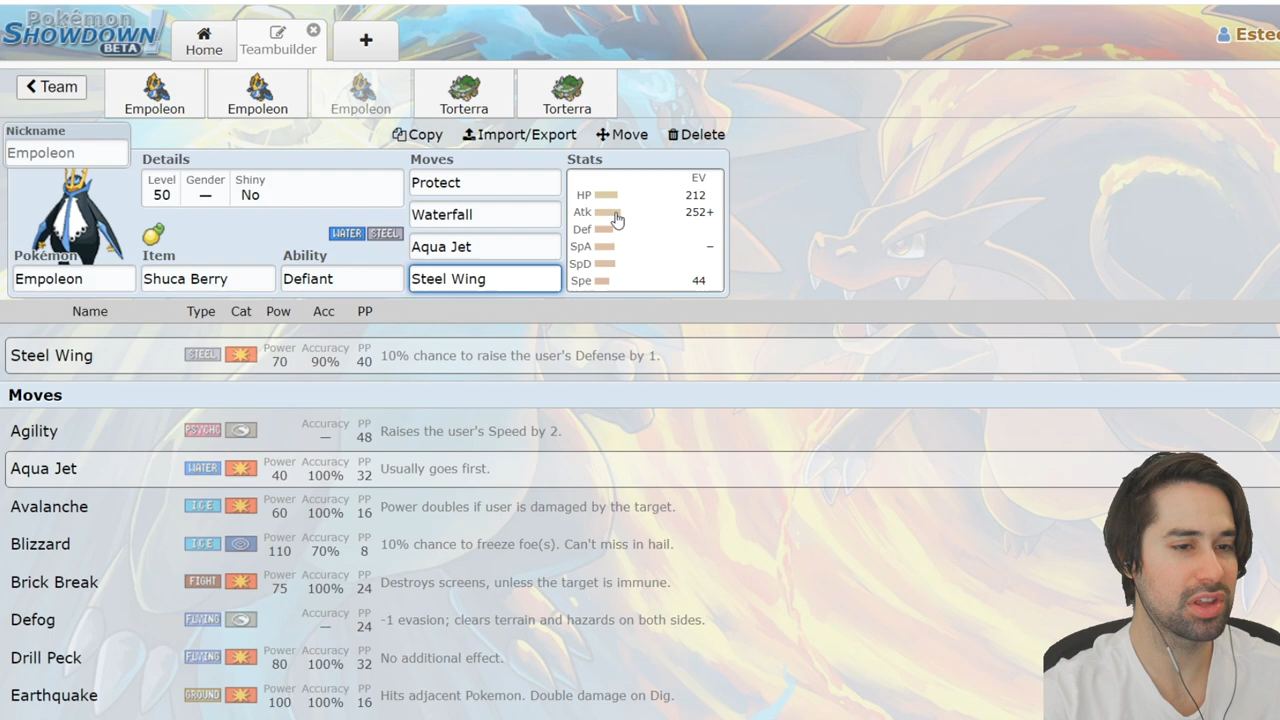 Pokémon
SHOWDOWN
BETA
Home
Teambuilder
+
Estee
Team
Empoleon
Empoleon
Empoleon
Torterra
Torterra
Copy
Import/Export
Move
Delete
Nickname
Empoleon
Details
Level
50
Gender
—
Shiny
No
WATER STEEL
Pokémon
Empoleon
Item
Shuca Berry
Ability
Defiant
Moves
Protect
Waterfall
Aqua Jet
Steel Wing
Stats
EV
HP 212
Atk 252+
Def
SpA –
SpD
Spe 44
Name Type Cat Pow Acc PP
Steel Wing STEEL Power 70 Accuracy 90% PP 40 10% chance to raise the user's Defense by 1.
Moves
Agility PSYCHC Accuracy — PP 48 Raises the user's Speed by 2.
Aqua Jet WATER Power 40 Accuracy 100% PP 32 Usually goes first.
Avalanche ICE Power 60 Accuracy 100% PP 16 Power doubles if user is damaged by the target.
Blizzard ICE Power 110 Accuracy 70% PP 8 10% chance to freeze foe(s). Can't miss in hail.
Brick Break FIGHT Power 75 Accuracy 100% PP 24 Destroys screens, unless the target is immune.
Defog FLYING Accuracy — PP 24 -1 evasion; clears terrain and hazards on both sides.
Drill Peck FLYING Power 80 Accuracy 100% PP 32 No additional effect.
Earthquake GROUND Power 100 Accuracy 100% PP 16 Hits adjacent Pokemon. Double damage on Dig.